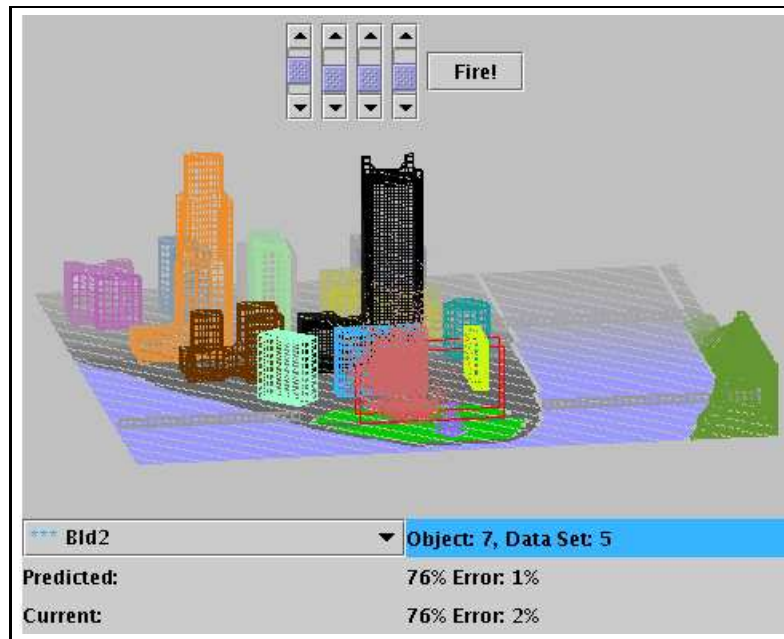 Fire!
*** Bld2
Object: 7, Data Set: 5
Predicted:
76% Error: 1%
Current:
76% Error: 2%